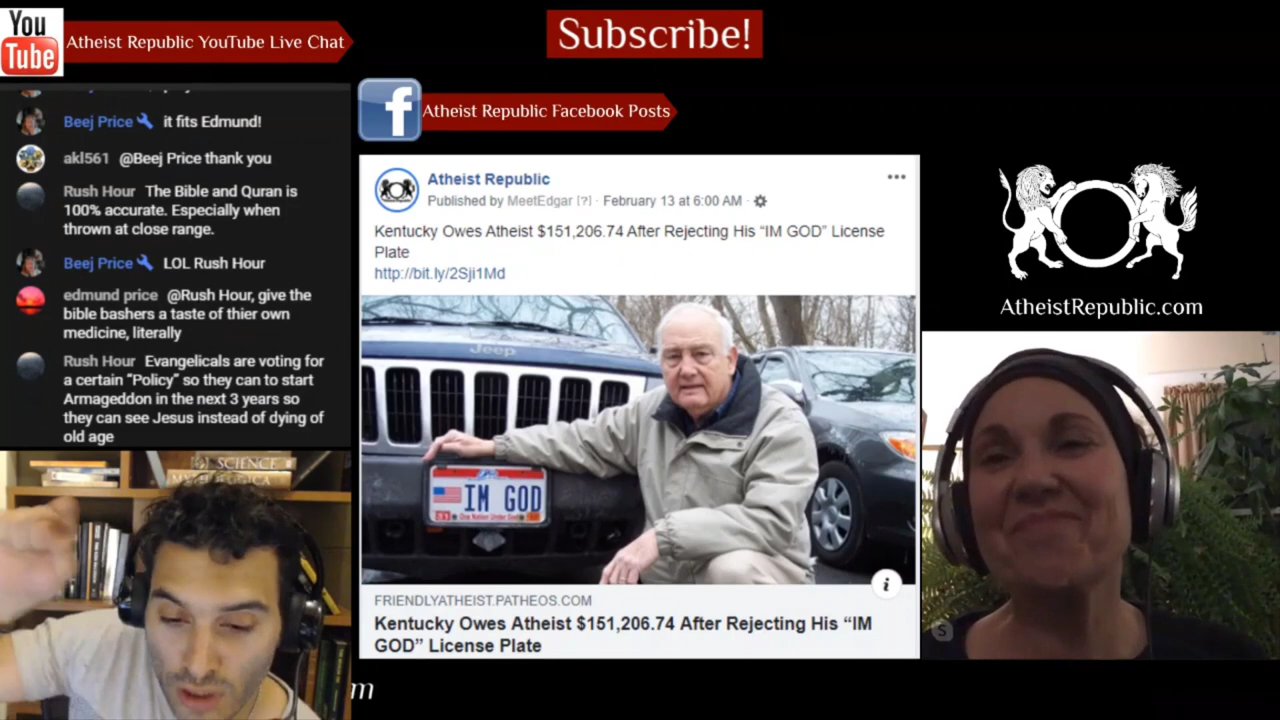 You
Tube
Atheist Republic YouTube Live Chat
Subscribe!
Beej Price it fits Edmund!
akl561 @Beej Price thank you
Rush Hour The Bible and Quran is
100% accurate. Especially when
thrown at close range.
Beej Price LOL Rush Hour
edmund price @Rush Hour, give the
bible bashers a taste of thier own
medicine, literally
Rush Hour Evangelicals are voting for
a certain “Policy” so they can to start
Armageddon in the next 3 years so
they can see Jesus instead of dying of
old age
f
Atheist Republic Facebook Posts
Atheist Republic
Published by MeetEdgar [?] · February 13 at 6:00 AM ·
Kentucky Owes Atheist $151,206.74 After Rejecting His “IM GOD” License
Plate
http://bit.ly/2Sji1Md
Jeep
IM GOD
One Nation Under God
i
FRIENDLYATHEIST.PATHEOS.COM
Kentucky Owes Atheist $151,206.74 After Rejecting His “IM
GOD” License Plate
AtheistRepublic.com
SCIENCE
S
m